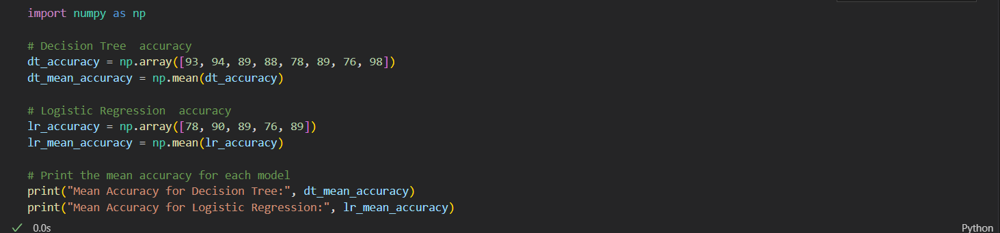 import numpy as np
# Decision Tree  accuracy
dt_accuracy = np.array([93, 94, 89, 88, 78, 89, 76, 98])
dt_mean_accuracy = np.mean(dt_accuracy)
# Logistic Regression  accuracy
lr_accuracy = np.array([78, 90, 89, 76, 89])
lr_mean_accuracy = np.mean(lr_accuracy)
# Print the mean accuracy for each model
print("Mean Accuracy for Decision Tree:", dt_mean_accuracy)
print("Mean Accuracy for Logistic Regression:", lr_mean_accuracy)
✓ 0.0s Python